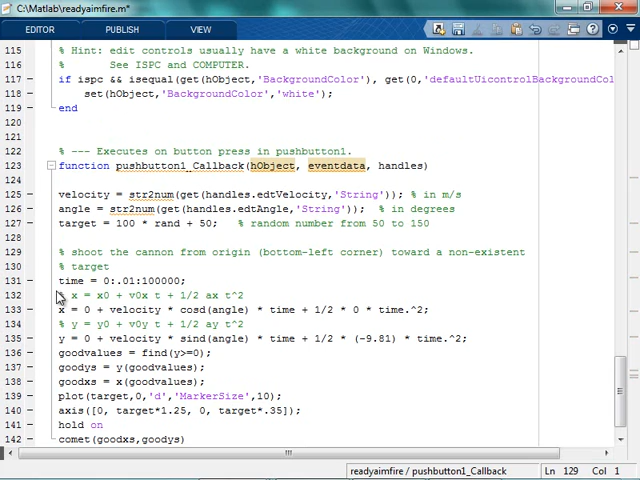 C:\Matlab\readyaimfire.m*
EDITOR PUBLISH VIEW
115 % Hint: edit controls usually have a white background on Windows.
116 % See ISPC and COMPUTER.
117 if ispc && isequal(get(hObject,'BackgroundColor'), get(0,'defaultUicontrolBackgroundCol
118 set(hObject,'BackgroundColor','white');
119 end
120
121
122 % --- Executes on button press in pushbutton1.
123 function pushbutton1_Callback(hObject, eventdata, handles)
124
125 velocity = str2num(get(handles.edtVelocity,'String')); % in m/s
126 angle = str2num(get(handles.edtAngle,'String')); % in degrees
127 target = 100 * rand + 50; % random number from 50 to 150
128
129 % shoot the cannon from origin (bottom-left corner) toward a non-existent
130 % target
131 time = 0:.01:100000;
132 % x = x0 + v0x t + 1/2 ax t^2
133 x = 0 + velocity * cosd(angle) * time + 1/2 * 0 * time.^2;
134 % y = y0 + v0y t + 1/2 ay t^2
135 y = 0 + velocity * sind(angle) * time + 1/2 * (-9.81) * time.^2;
136 goodvalues = find(y>=0);
137 goodys = y(goodvalues);
138 goodxs = x(goodvalues);
139 plot(target,0,'d','MarkerSize',10);
140 axis([0, target*1.25, 0, target*.35]);
141 hold on
142 comet(goodxs,goodys)
readyaimfire / pushbutton1_Callback Ln 129 Col 1